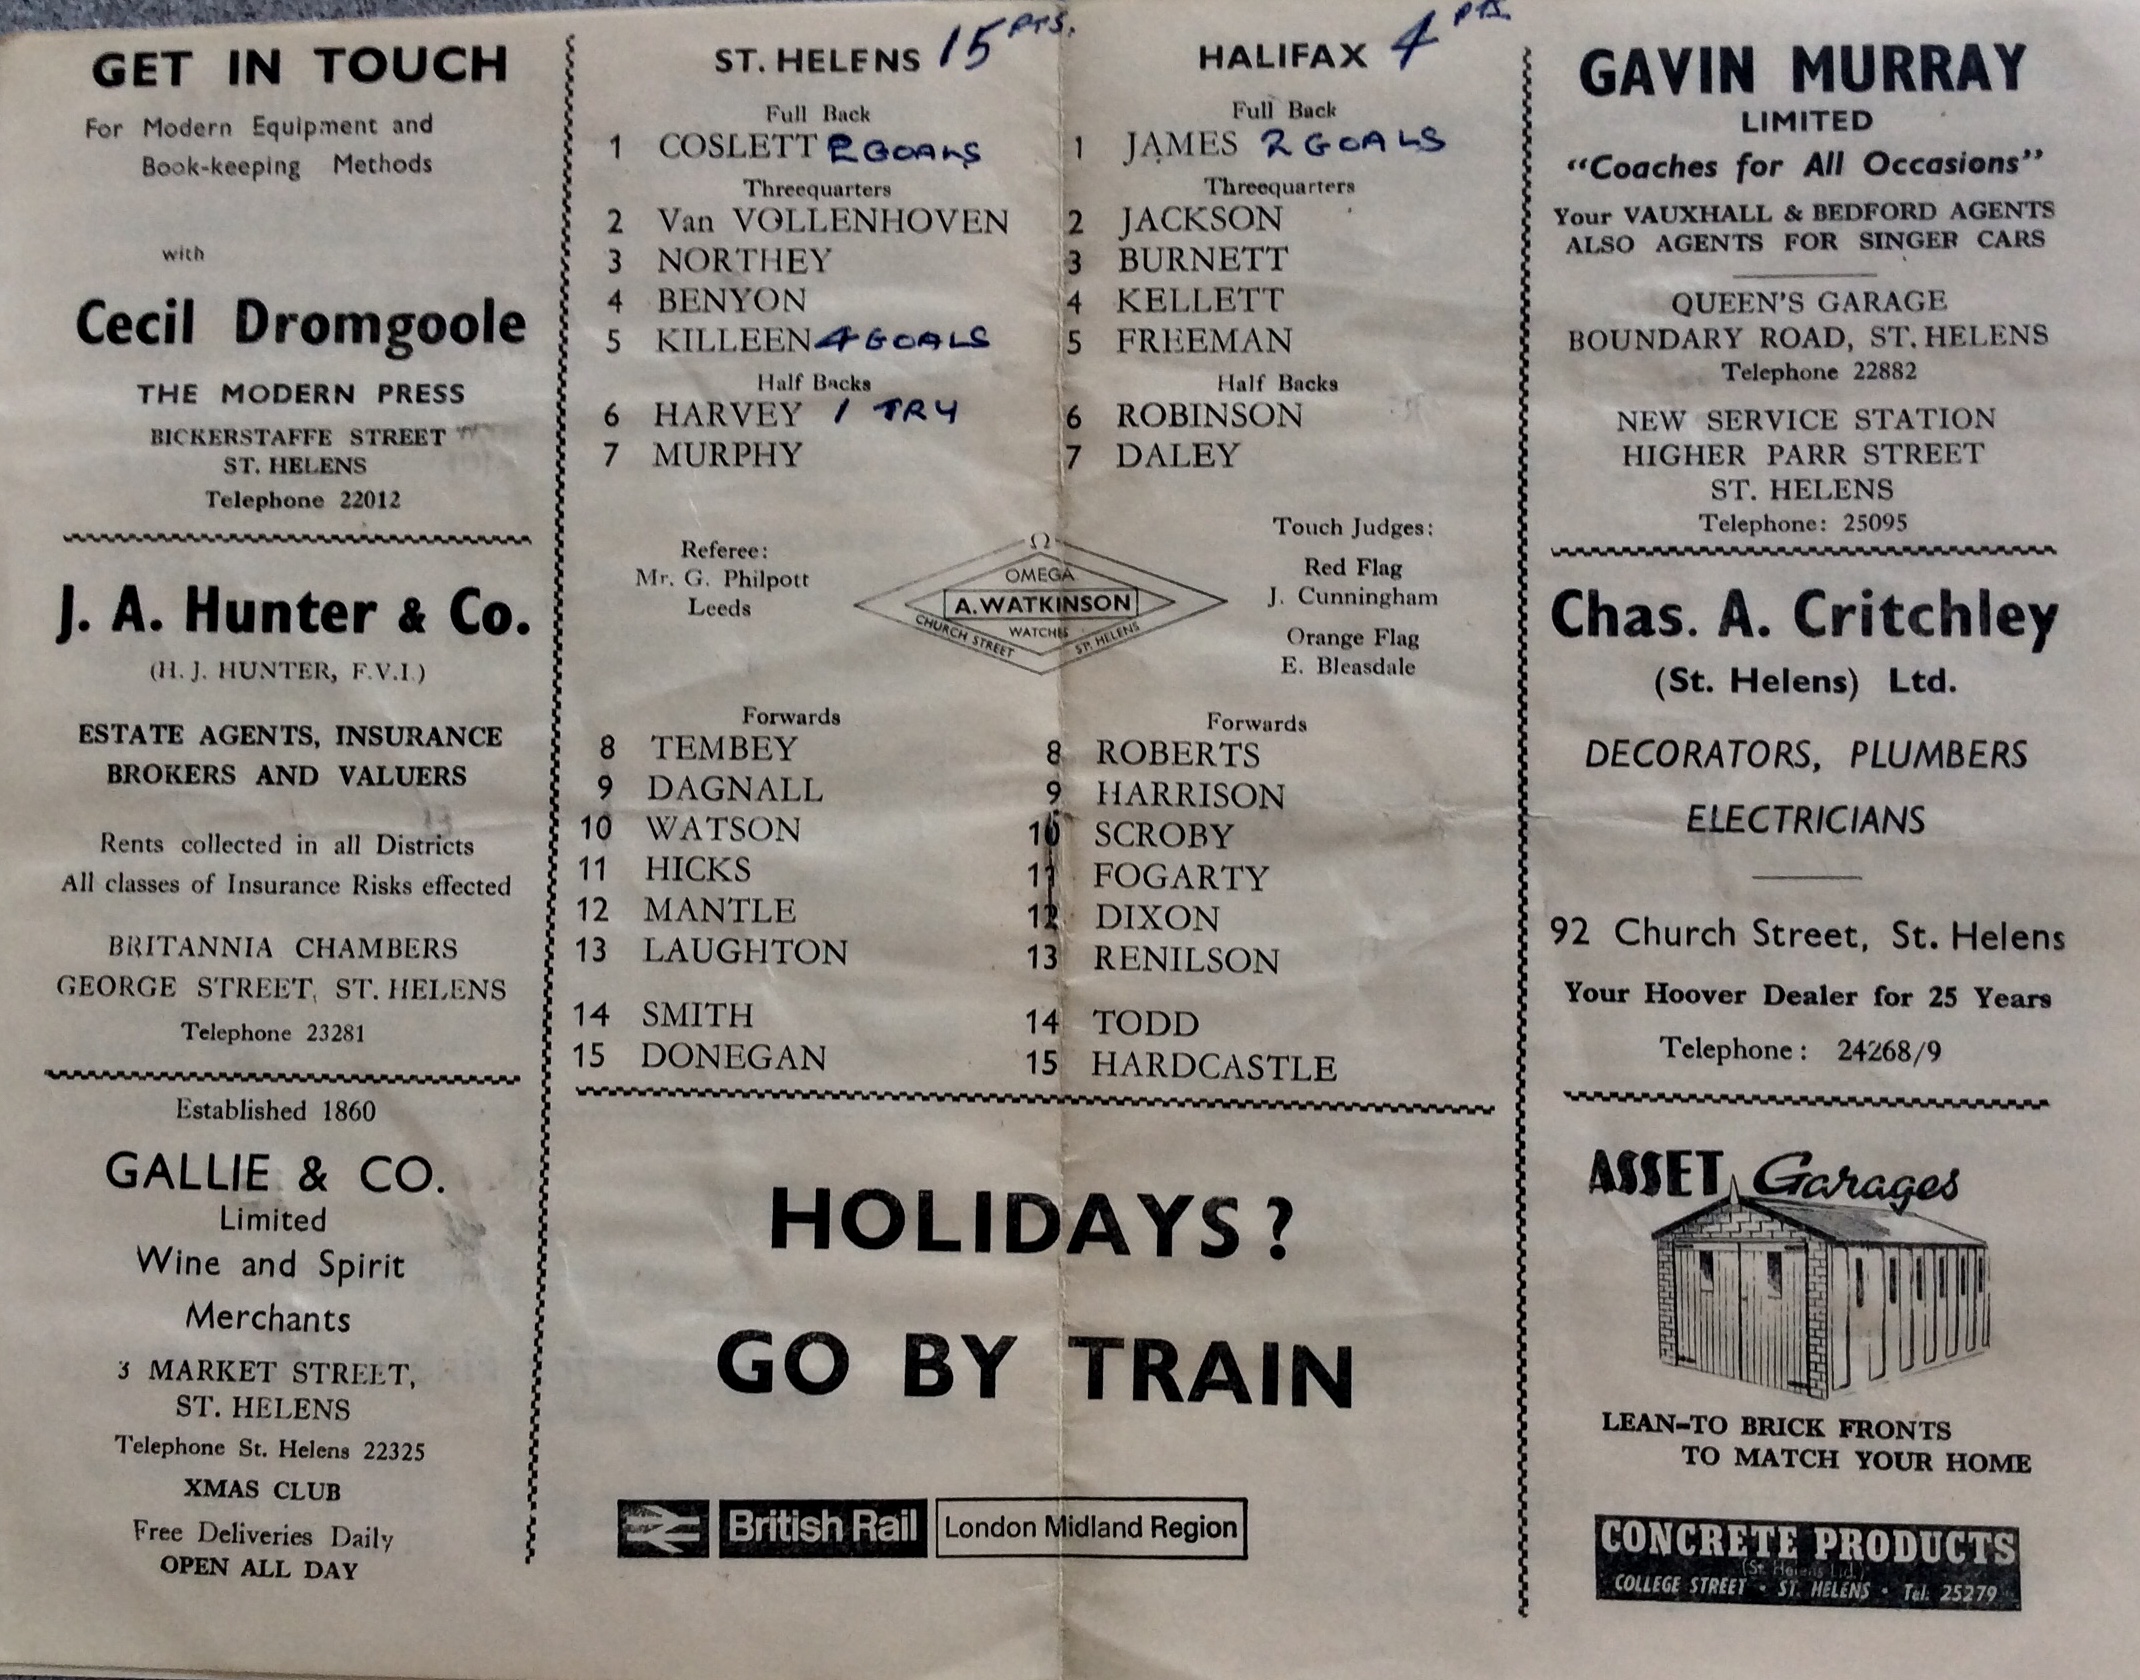 GET IN TOUCH
For Modern Equipment and
Book-keeping Methods
with
Cecil Dromgoole
THE MODERN PRESS
BICKERSTAFFE STREET
ST. HELENS
Telephone 22012
J. A. Hunter & Co.
(H. J. HUNTER, F.V.I.)
ESTATE AGENTS, INSURANCE
BROKERS AND VALUERS
Rents collected in all Districts
All classes of Insurance Risks effected
BRITANNIA CHAMBERS
GEORGE STREET, ST. HELENS
Telephone 23281
Established 1860
GALLIE & CO.
Limited
Wine and Spirit
Merchants
3 MARKET STREET,
ST. HELENS
Telephone St. Helens 22325
XMAS CLUB
Free Deliveries Daily
OPEN ALL DAY
ST. HELENS 15 PTS.
Full Back
1 COSLETT 2 GOALS
Threequarters
2 Van VOLLENHOVEN
3 NORTHEY
4 BENYON
5 KILLEEN 4 GOALS
Half Backs
6 HARVEY 1 TRY
7 MURPHY
HALIFAX 4 PTS.
Full Back
1 JAMES 2 GOALS
Threequarters
2 JACKSON
3 BURNETT
4 KELLETT
5 FREEMAN
Half Backs
6 ROBINSON
7 DALEY
Referee:
Mr. G. Philpott
Leeds
Ω
OMEGA
A. WATKINSON
WATCHES
CHURCH STREET ST. HELENS
Touch Judges:
Red Flag
J. Cunningham
Orange Flag
E. Bleasdale
Forwards
8 TEMBEY
9 DAGNALL
10 WATSON
11 HICKS
12 MANTLE
13 LAUGHTON
14 SMITH
15 DONEGAN
Forwards
8 ROBERTS
9 HARRISON
10 SCROBY
11 FOGARTY
12 DIXON
13 RENILSON
14 TODD
15 HARDCASTLE
HOLIDAYS?
GO BY TRAIN
British Rail London Midland Region
GAVIN MURRAY
LIMITED
"Coaches for All Occasions"
Your VAUXHALL & BEDFORD AGENTS
ALSO AGENTS FOR SINGER CARS
QUEEN'S GARAGE
BOUNDARY ROAD, ST. HELENS
Telephone 22882
NEW SERVICE STATION
HIGHER PARR STREET
ST. HELENS
Telephone: 25095
Chas. A. Critchley
(St. Helens) Ltd.
DECORATORS, PLUMBERS
ELECTRICIANS
92 Church Street, St. Helens
Your Hoover Dealer for 25 Years
Telephone: 24268/9
ASSET Garages
LEAN-TO BRICK FRONTS
TO MATCH YOUR HOME
CONCRETE PRODUCTS
(St. Helens Ltd.)
COLLEGE STREET • ST. HELENS • Tel. 25279